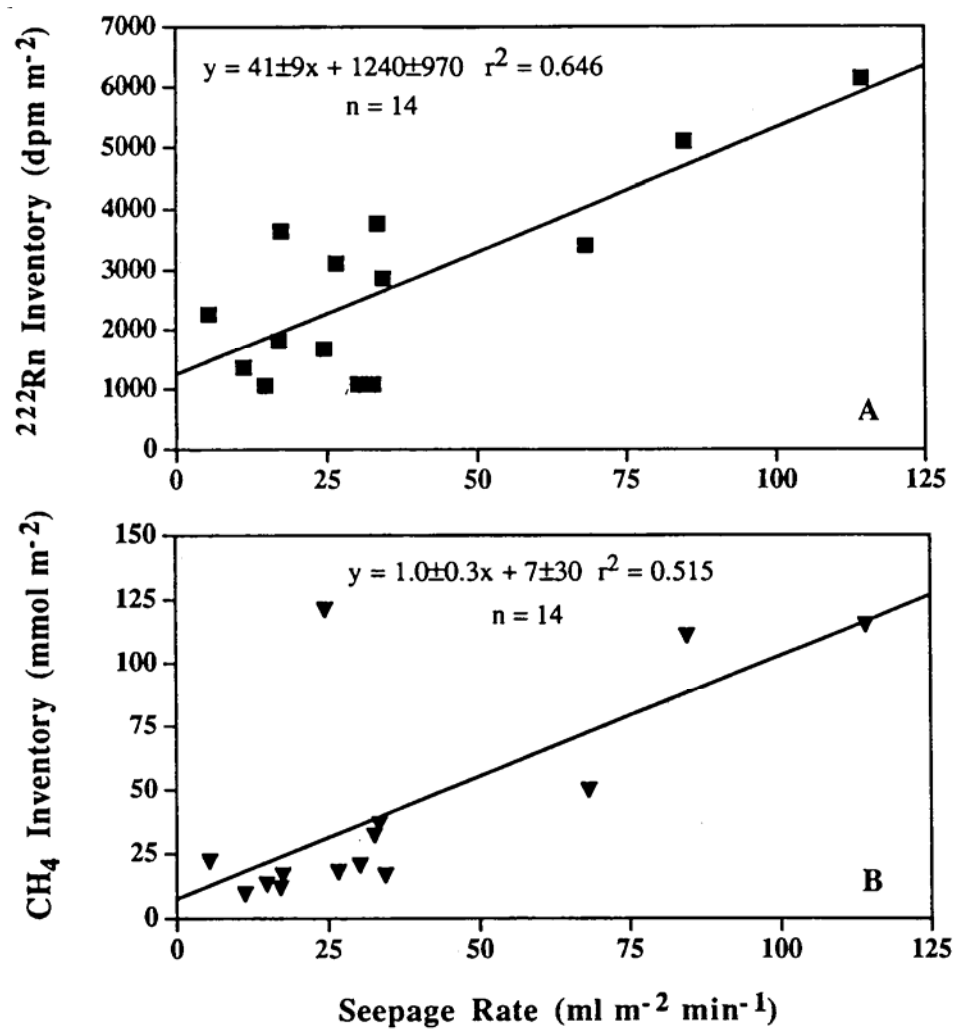 7000
6000
5000
4000
3000
2000
1000
0
²²²Rn Inventory (dpm m⁻²)
y = 41±9x + 1240±970 r² = 0.646
n = 14
A
0 25 50 75 100 125
150
125
100
75
50
25
0
CH₄ Inventory (mmol m⁻²)
y = 1.0±0.3x + 7±30 r² = 0.515
n = 14
B
0 25 50 75 100 125
Seepage Rate (ml m⁻² min⁻¹)